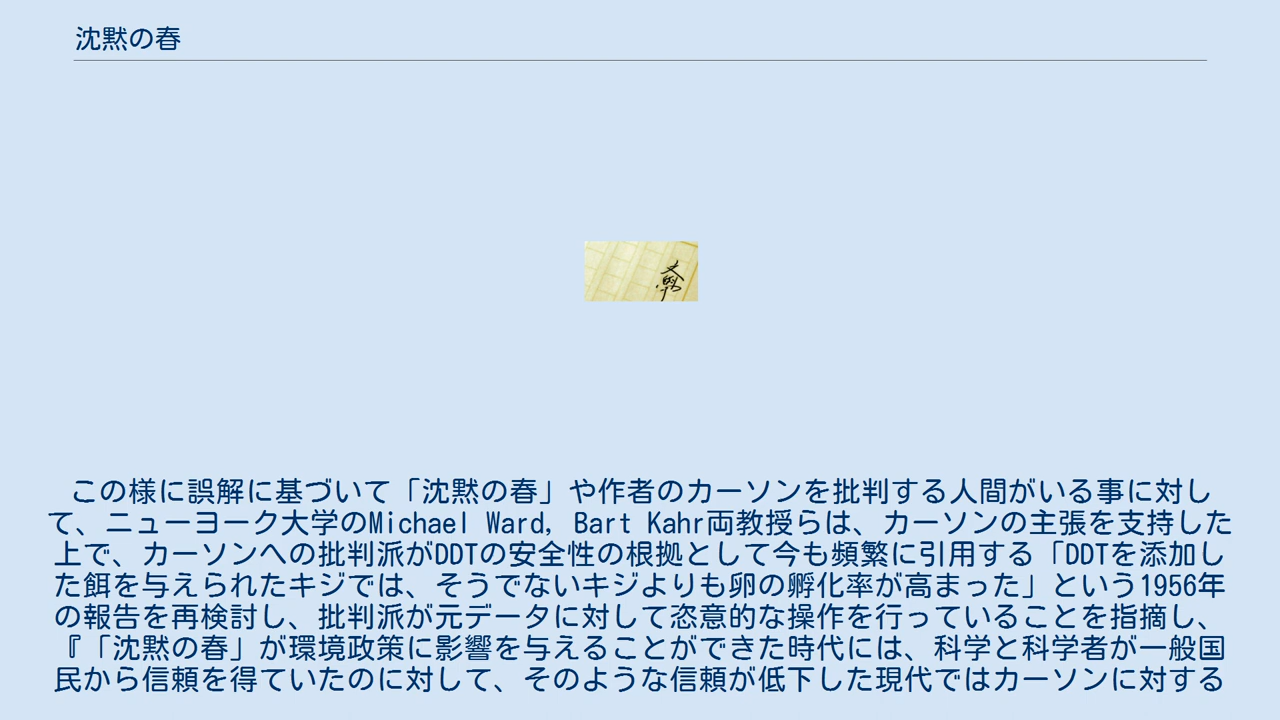 沈黙の春
この様に誤解に基づいて「沈黙の春」や作者のカーソンを批判する人間がいる事に対し
て、ニューヨーク大学のMichael Ward, Bart Kahr両教授らは、カーソンの主張を支持した
上で、カーソンへの批判派がDDTの安全性の根拠として今も頻繁に引用する「DDTを添加し
た餌を与えられたキジでは、そうでないキジよりも卵の孵化率が高まった」という1956年
の報告を再検討し、批判派が元データに対して恣意的な操作を行っていることを指摘し、
『「沈黙の春」が環境政策に影響を与えることができた時代には、科学と科学者が一般国
民から信頼を得ていたのに対して、そのような信頼が低下した現代ではカーソンに対する